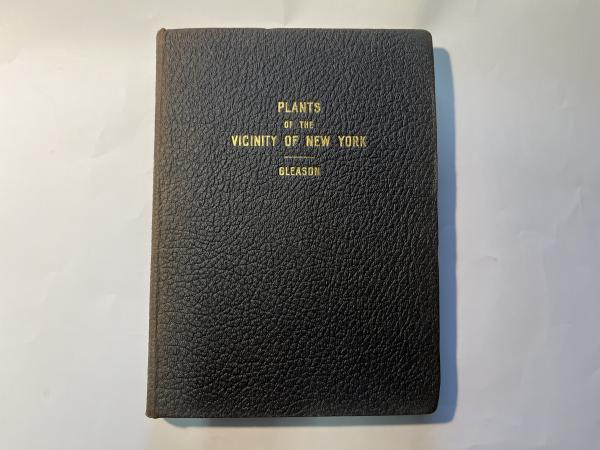 PLANTS
OF THE
VICINITY OF NEW YORK
GLEASON